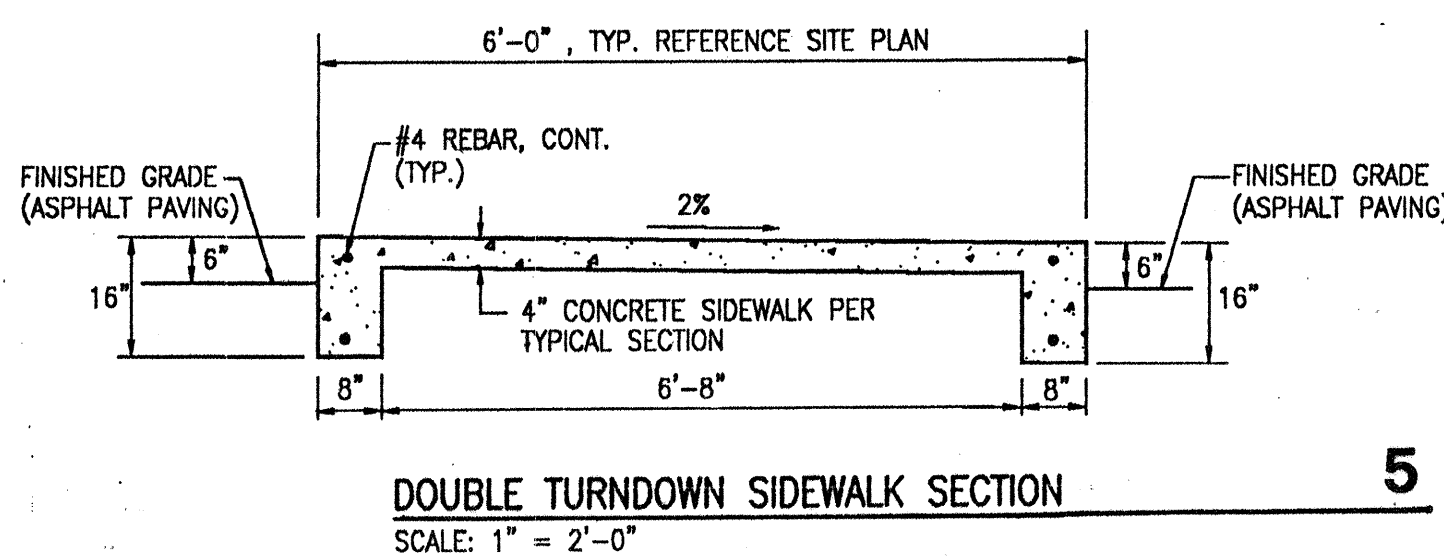 6'-0" , TYP. REFERENCE SITE PLAN
#4 REBAR, CONT.
(TYP.)
FINISHED GRADE
(ASPHALT PAVING)
FINISHED GRADE
(ASPHALT PAVING)
2%
6"
16"
6"
16"
4" CONCRETE SIDEWALK PER
TYPICAL SECTION
8"
6'-8"
8"
DOUBLE TURNDOWN SIDEWALK SECTION
5
SCALE: 1" = 2'-0"